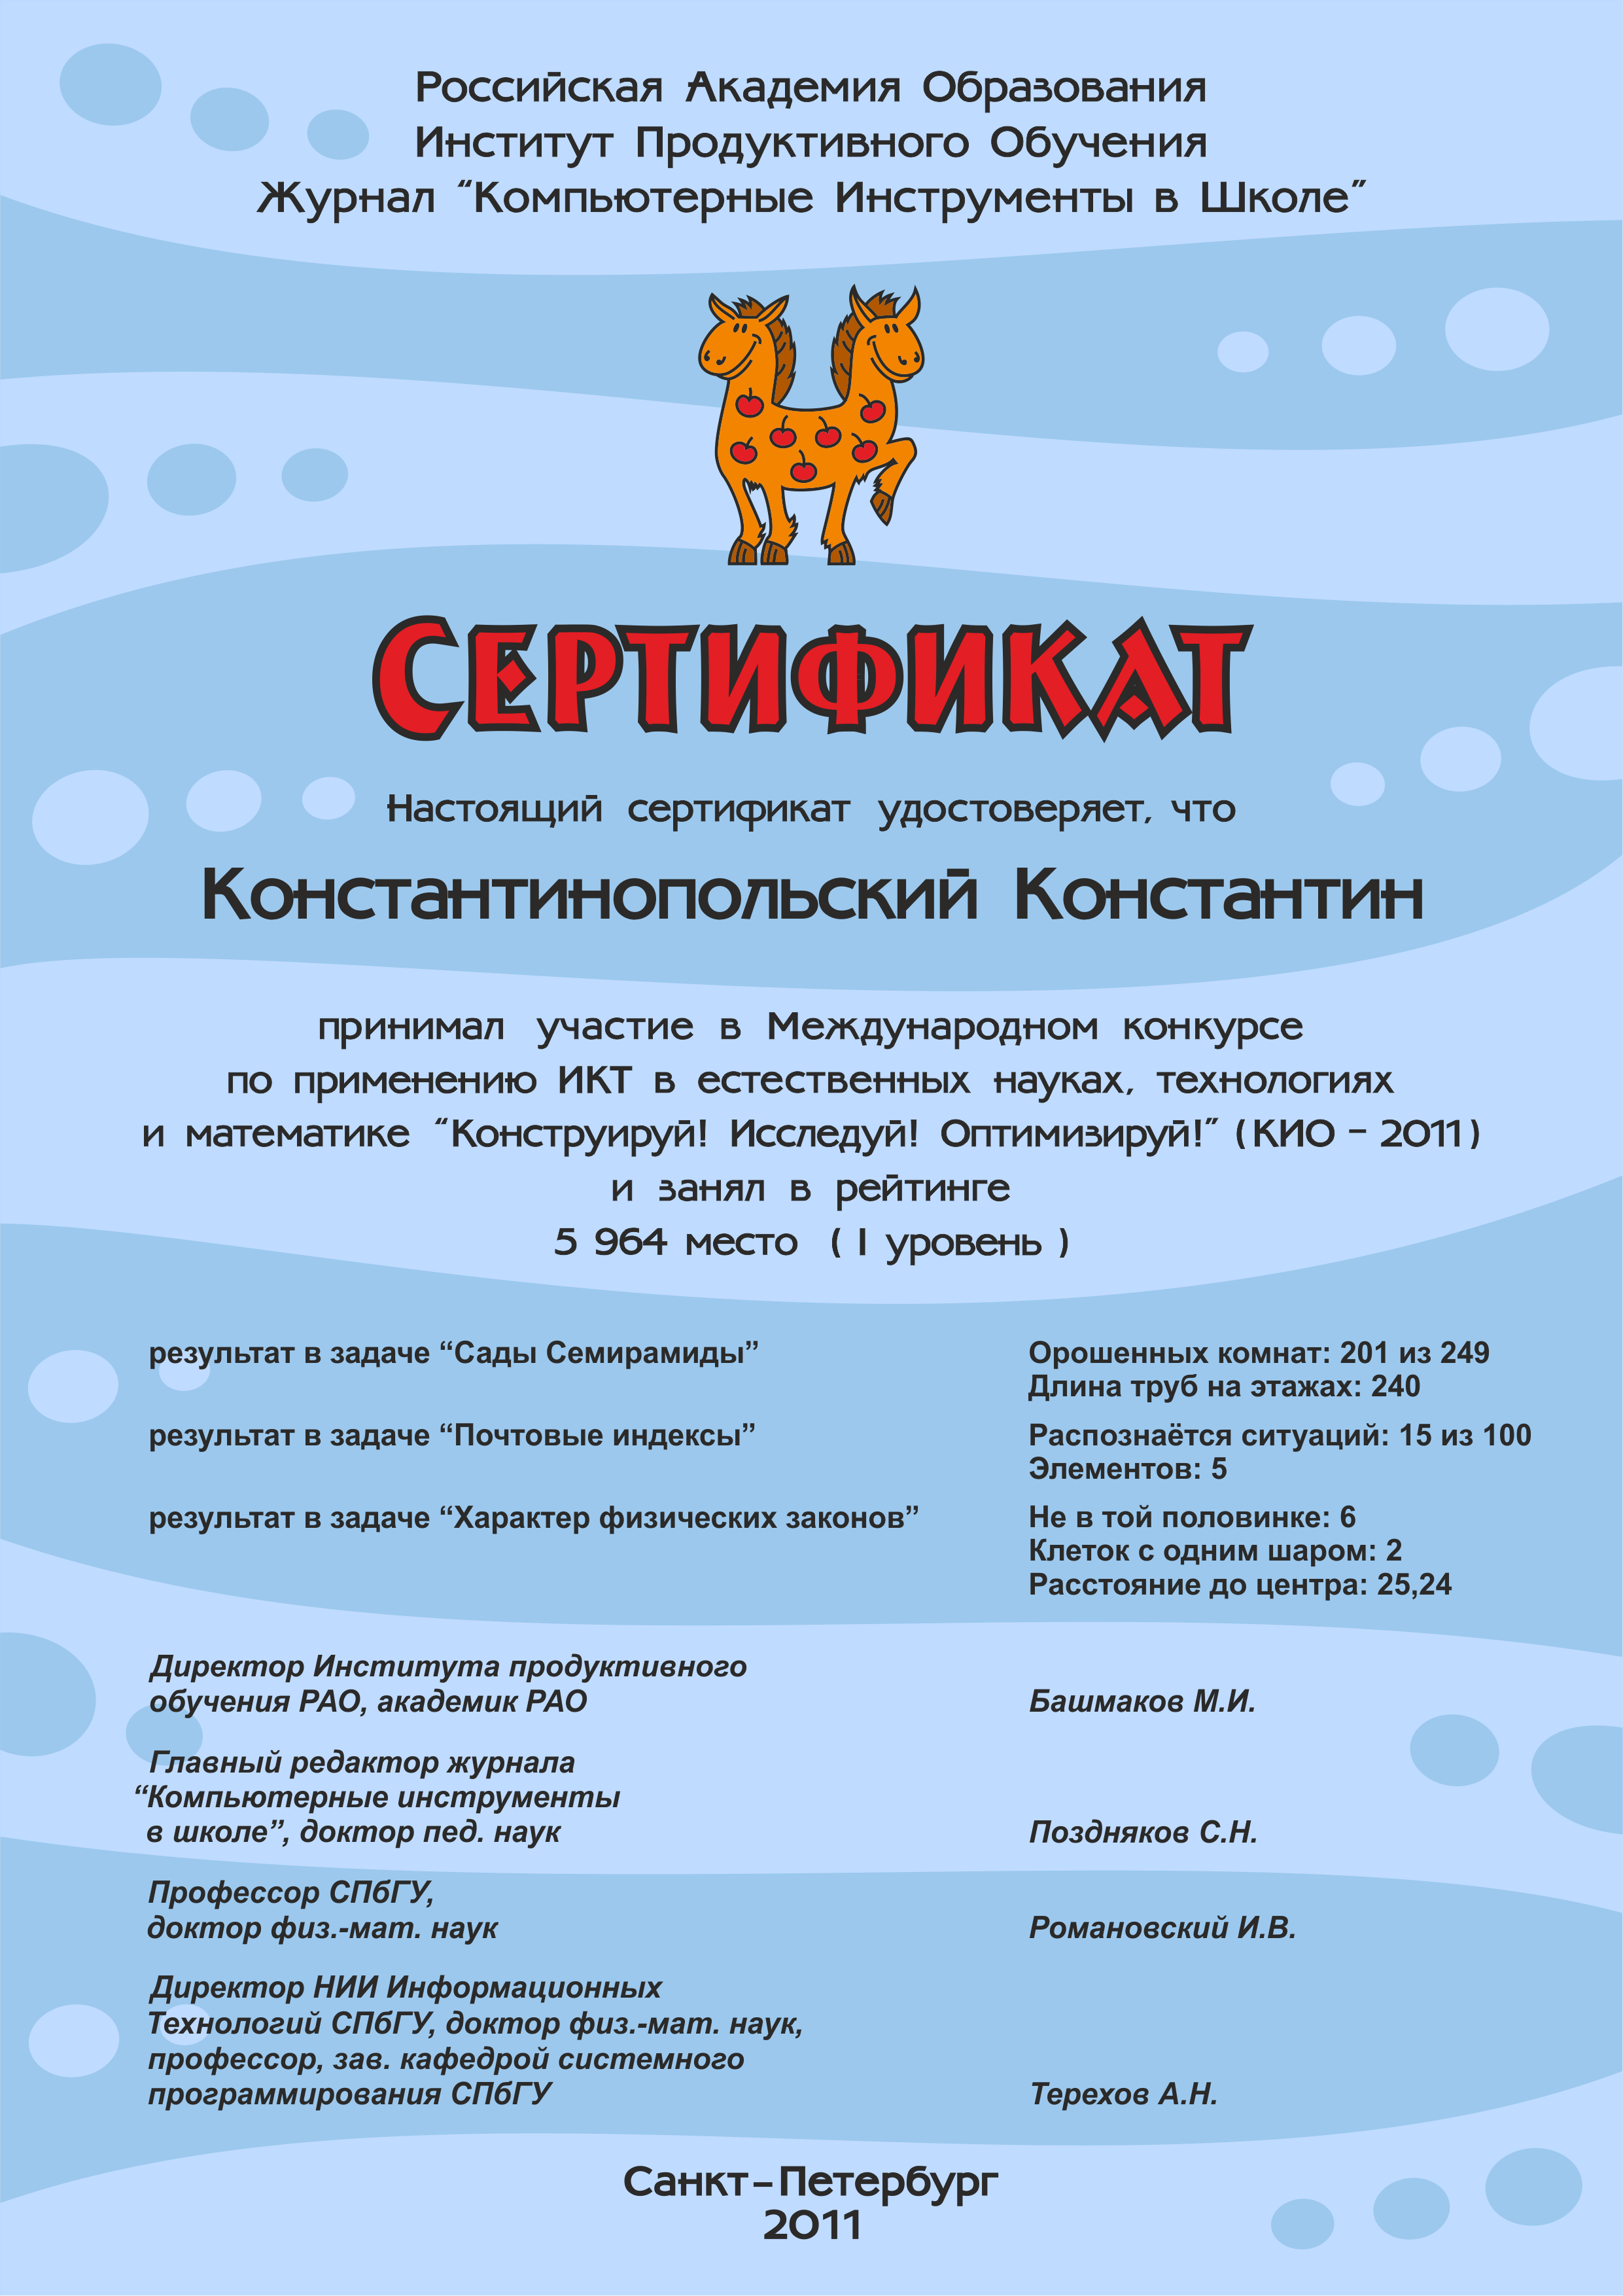 Российская Академия Образования
Институт Продуктивного Обучения
Журнал “Компьютерные Инструменты в Школе”
Сертификат
Настоящий сертификат удостоверяет, что
Константинопольский Константин
принимал участие в Международном конкурсе
по применению ИКТ в естественных науках, технологиях
и математике “Конструируй! Исследуй! Оптимизируй!” (КИО - 2011)
и занял в рейтинге
5 964 место ( I уровень )
результат в задаче “Сады Семирамиды”
Орошенных комнат: 201 из 249
Длина труб на этажах: 240
результат в задаче “Почтовые индексы”
Распознаётся ситуаций: 15 из 100
Элементов: 5
результат в задаче “Характер физических законов”
Не в той половинке: 6
Клеток с одним шаром: 2
Расстояние до центра: 25,24
Директор Института продуктивного
обучения РАО, академик РАО
Башмаков М.И.
Главный редактор журнала
“Компьютерные инструменты
в школе”, доктор пед. наук
Поздняков С.Н.
Профессор СПбГУ,
доктор физ.-мат. наук
Романовский И.В.
Директор НИИ Информационных
Технологий СПбГУ, доктор физ.-мат. наук,
профессор, зав. кафедрой системного
программирования СПбГУ
Терехов А.Н.
Санкт-Петербург
2011